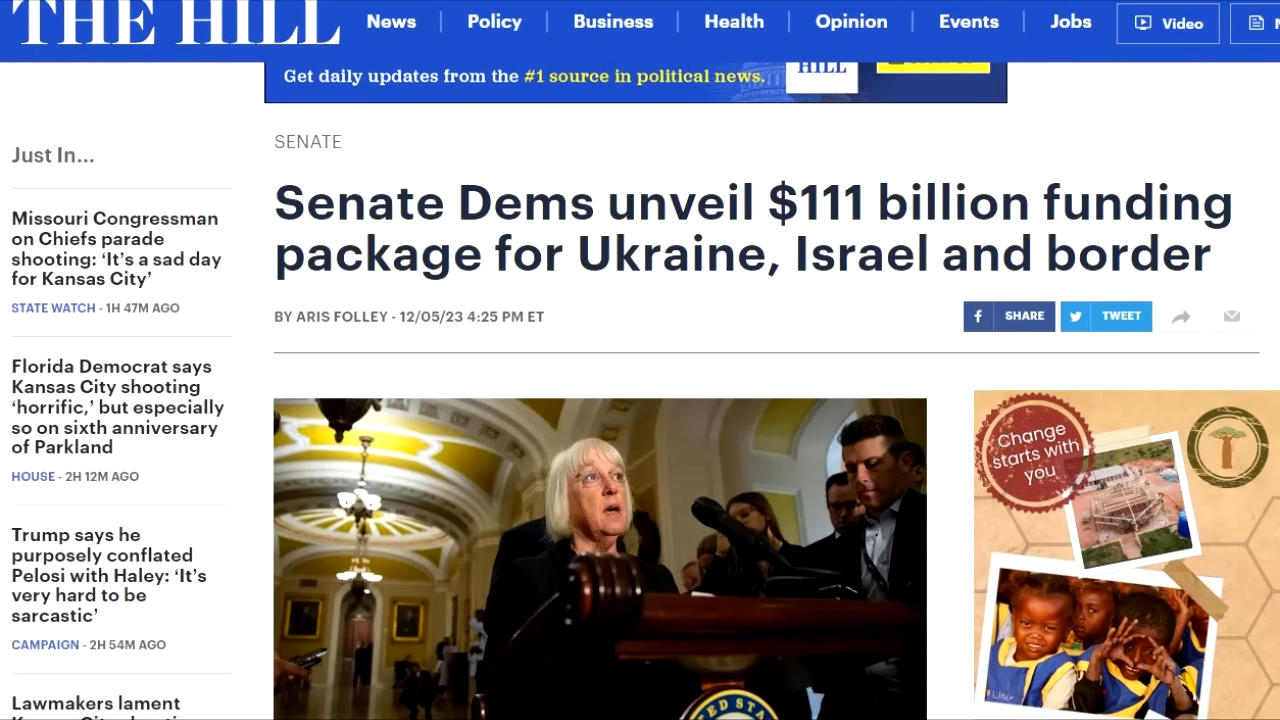 THE HILL
News
Policy
Business
Health
Opinion
Events
Jobs
Video
Get daily updates from the #1 source in political news.
HILL
SENATE
Senate Dems unveil $111 billion funding
package for Ukraine, Israel and border
BY ARIS FOLLEY - 12/05/23 4:25 PM ET
SHARE
TWEET
Just In...
Missouri Congressman
on Chiefs parade
shooting: ‘It’s a sad day
for Kansas City’
STATE WATCH - 1H 47M AGO
Florida Democrat says
Kansas City shooting
‘horrific,’ but especially
so on sixth anniversary
of Parkland
HOUSE - 2H 12M AGO
Trump says he
purposely conflated
Pelosi with Haley: ‘It’s
very hard to be
sarcastic’
CAMPAIGN - 2H 54M AGO
Lawmakers lament
Change
starts with
you